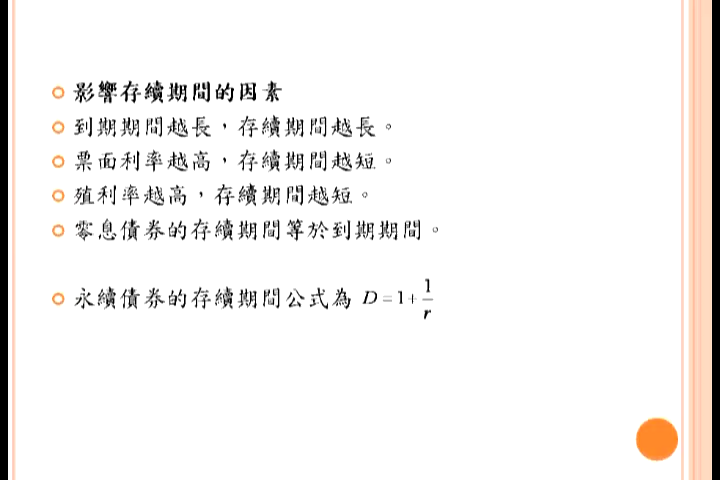 影響存續期間的因素
到期期間越長，存續期間越長。
票面利率越高，存續期間越短。
殖利率越高，存續期間越短。
零息債券的存續期間等於到期期間。
永續債券的存續期間公式為 D=1+1/r